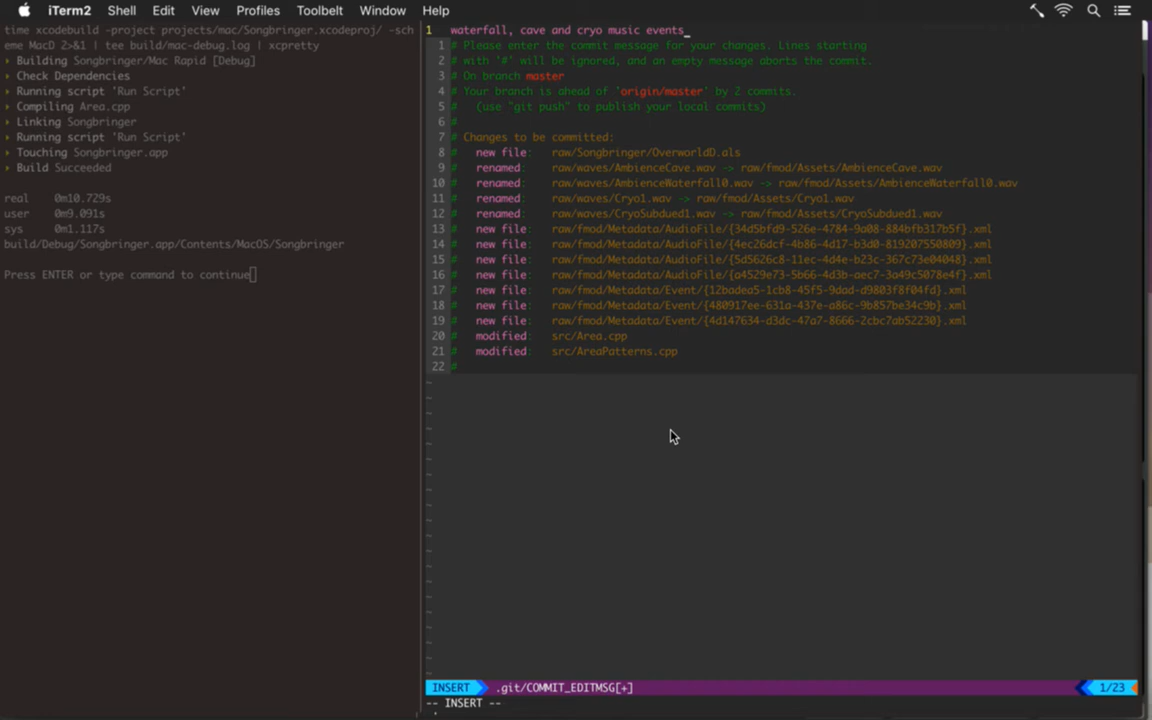 iTerm2 Shell Edit View Profiles Toolbelt Window Help
time xcodebuild -project projects/mac/Songbringer.xcodeproj/ -sch
eme MacD 2>&1 | tee build/mac-debug.log | xcpretty
Building Songbringer/Mac Rapid [Debug]
Check Dependencies
Running script 'Run Script'
Compiling Area.cpp
Linking Songbringer
Running script 'Run Script'
Touching Songbringer.app
Build Succeeded
real 0m10.729s
user 0m9.091s
sys 0m1.117s
build/Debug/Songbringer.app/Contents/MacOS/Songbringer
Press ENTER or type command to continue
1 waterfall, cave and cryo music events_
1 # Please enter the commit message for your changes. Lines starting
2 # with '#' will be ignored, and an empty message aborts the commit.
3 # On branch master
4 # Your branch is ahead of 'origin/master' by 2 commits.
5 # (use "git push" to publish your local commits)
6 #
7 # Changes to be committed:
8 # new file: raw/Songbringer/OverworldD.als
9 # renamed: raw/waves/AmbienceCave.wav -> raw/fmod/Assets/AmbienceCave.wav
10 # renamed: raw/waves/AmbienceWaterfall0.wav -> raw/fmod/Assets/AmbienceWaterfall0.wav
11 # renamed: raw/waves/Cryo1.wav -> raw/fmod/Assets/Cryo1.wav
12 # renamed: raw/waves/CryoSubdued1.wav -> raw/fmod/Assets/CryoSubdued1.wav
13 # new file: raw/fmod/Metadata/AudioFile/{34d5bfd9-526e-4784-9a08-884bfb317b5f}.xml
14 # new file: raw/fmod/Metadata/AudioFile/{4ec26dcf-4b86-4d17-b3d0-819207550809}.xml
15 # new file: raw/fmod/Metadata/AudioFile/{5d5626c8-11ec-4d4e-b23c-367c73e04048}.xml
16 # new file: raw/fmod/Metadata/AudioFile/{a4529e73-5b66-4d3b-aec7-3a49c5078e4f}.xml
17 # new file: raw/fmod/Metadata/Event/{12badea5-1cb8-45f5-9dad-d9803f8f04fd}.xml
18 # new file: raw/fmod/Metadata/Event/{480917ee-631a-437e-a86c-9b857be34c9b}.xml
19 # new file: raw/fmod/Metadata/Event/{4d147634-d3dc-47a7-8666-2cbc7ab52230}.xml
20 # modified: src/Area.cpp
21 # modified: src/AreaPatterns.cpp
22 #
INSERT .git/COMMIT_EDITMSG[+] 1/23
-- INSERT --